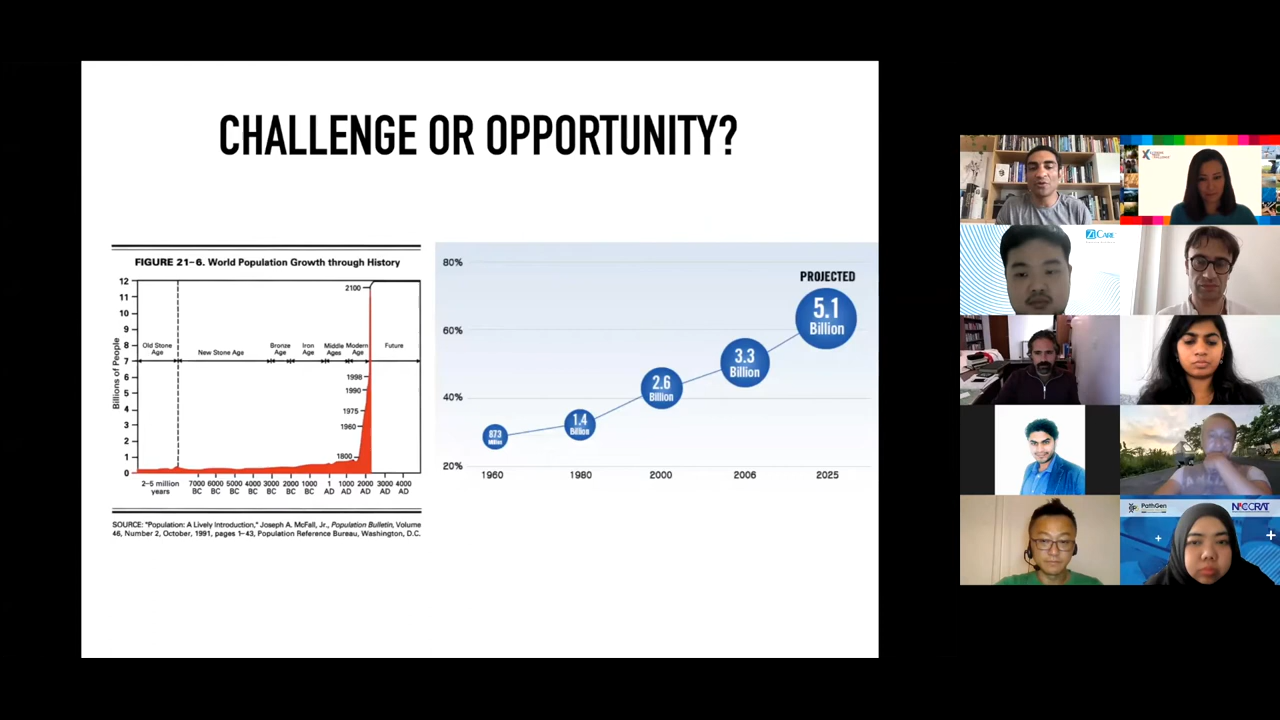 CHALLENGE OR OPPORTUNITY?
FIGURE 21–6. World Population Growth through History
Billions of People
12
11
10
9
8
7
6
5
4
3
2
1
0
Old Stone
Age
New Stone Age
Bronze
Age
Iron
Age
Middle
Ages
Modern
Age
Future
2100
1998
1990
1975
1960
1800
2–5 million
years
7000
BC
6000
BC
5000
BC
4000
BC
3000
BC
2000
BC
1000
BC
1
AD
1000
AD
2000
AD
3000
AD
4000
AD
SOURCE: "Population: A Lively Introduction," Joseph A. McFall, Jr., Population Bulletin, Volume
46, Number 2, October, 1991, pages 1–43, Population Reference Bureau, Washington, D.C.
80%
60%
40%
20%
PROJECTED
873
Million
1.4
Billion
2.6
Billion
3.3
Billion
5.1
Billion
1960
1980
2000
2006
2025
ZiCARE
PathGen